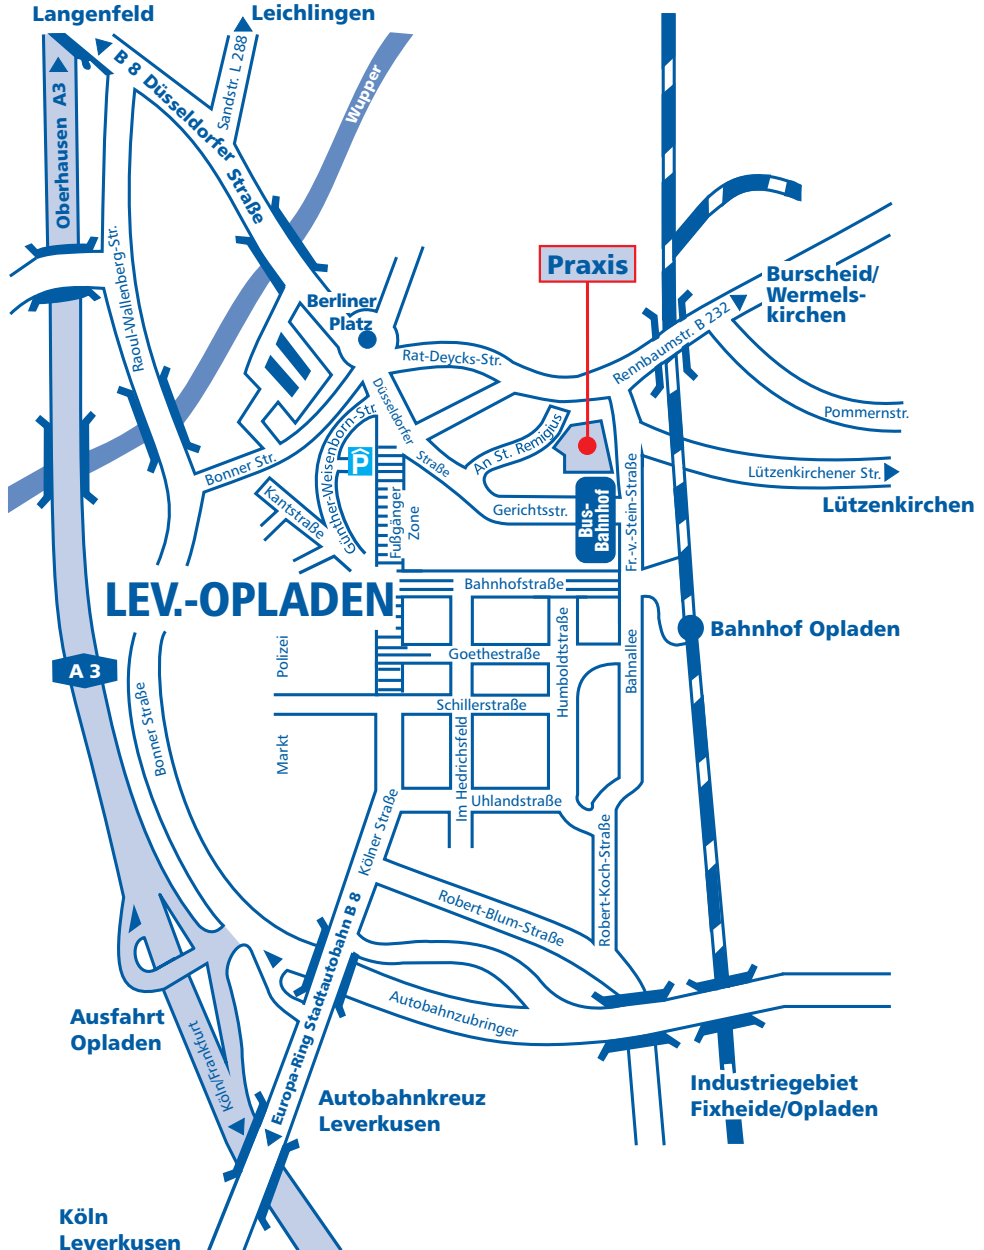 Langenfeld
Leichlingen
B 8 Düsseldorfer Straße
Sandstr. L 288
Wupper
Oberhausen A3
Raoul-Wallenberg-Str.
Praxis
Burscheid/
Wermels-
kirchen
Berliner
Platz
Rat-Deycks-Str.
Rennbaumstr. B 232
Pommernstr.
Düsseldorfer
Straße
An St. Remigius
Günther-Weisenborn-Str.
Bonner Str.
P
Lützenkirchener Str.
Lützenkirchen
Kantstraße
Fußgänger
Zone
Gerichtsstr.
Bus-
Bahnhof
Fr.-v.-Stein-Straße
LEV.-OPLADEN
Bahnhofstraße
Bahnhof Opladen
Polizei
Goethestraße
Humboldtstraße
Bahnallee
A 3
Bonner Straße
Schillerstraße
Markt
Im Hedrichsfeld
Uhlandstraße
Kölner Straße
Robert-Koch-Straße
Robert-Blum-Straße
Europa-Ring Stadtautobahn B 8
Autobahnzubringer
Ausfahrt
Opladen
Köln/Frankfurt
Autobahnkreuz
Leverkusen
Industriegebiet
Fixheide/Opladen
Köln
Leverkusen